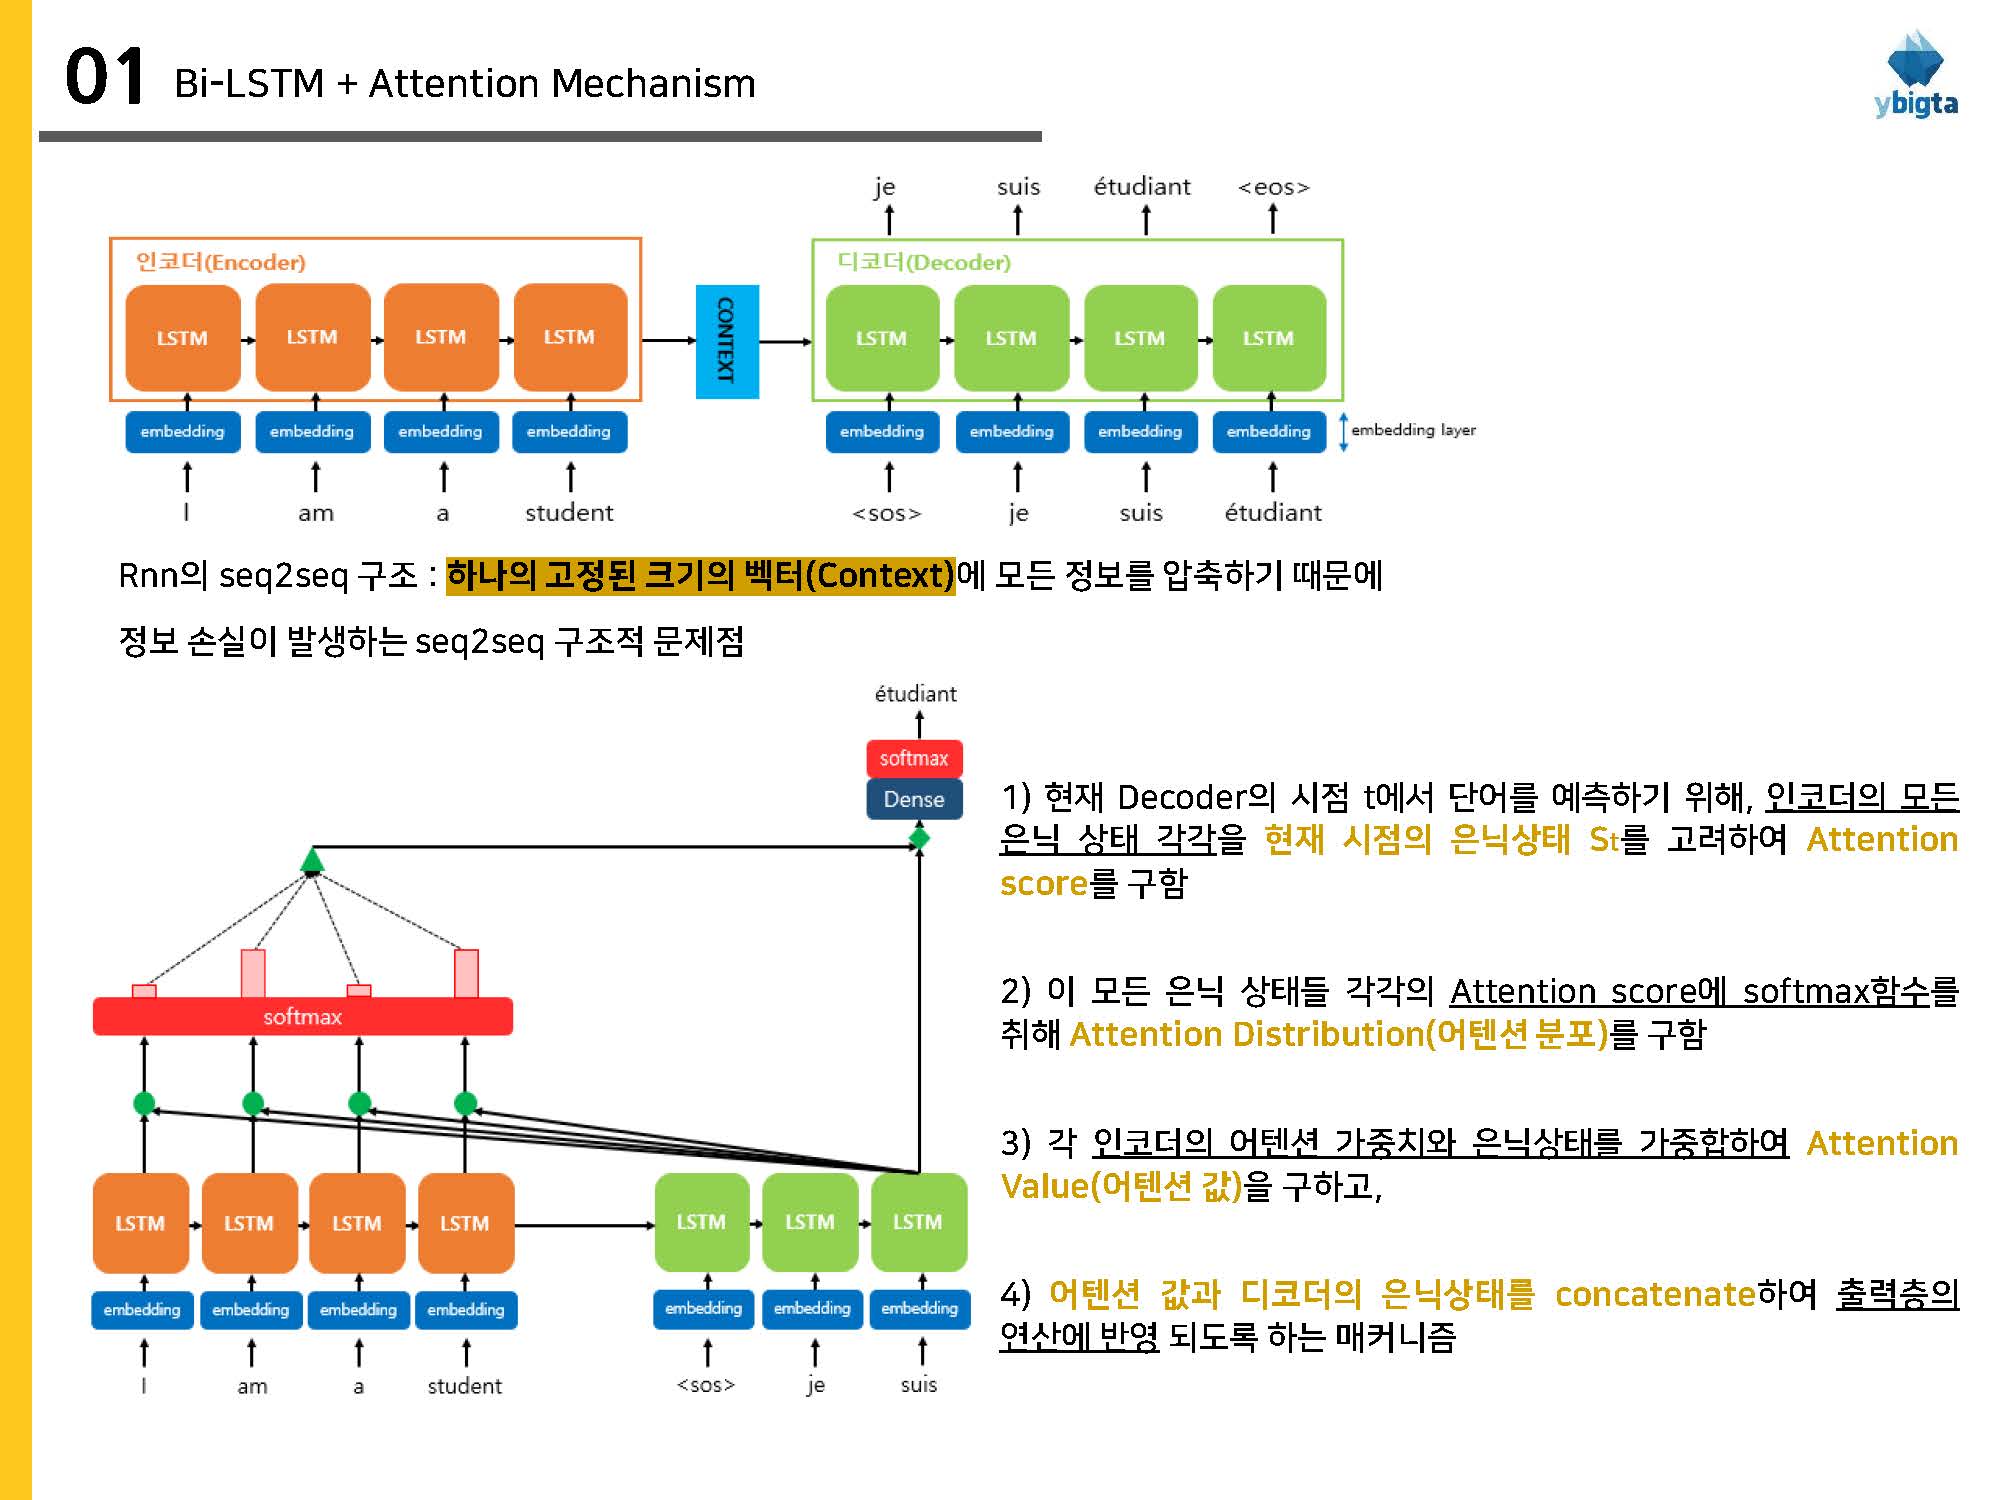 01 Bi-LSTM + Attention Mechanism
ybigta
je suis étudiant <eos>
인코더(Encoder)
디코더(Decoder)
LSTM LSTM LSTM LSTM
CONTEXT
LSTM LSTM LSTM LSTM
embedding embedding embedding embedding
embedding embedding embedding embedding
embedding layer
I am a student
<sos> je suis étudiant
Rnn의 seq2seq 구조 : 하나의 고정된 크기의 벡터(Context)에 모든 정보를 압축하기 때문에
정보 손실이 발생하는 seq2seq 구조적 문제점
étudiant
softmax
Dense
softmax
LSTM LSTM LSTM LSTM
LSTM LSTM LSTM
embedding embedding embedding embedding
embedding embedding embedding
I am a student
<sos> je suis
1) 현재 Decoder의 시점 t에서 단어를 예측하기 위해, 인코더의 모든
은닉 상태 각각을 현재 시점의 은닉상태 St를 고려하여 Attention
score를 구함
2) 이 모든 은닉 상태들 각각의 Attention score에 softmax함수를
취해 Attention Distribution(어텐션 분포)를 구함
3) 각 인코더의 어텐션 가중치와 은닉상태를 가중합하여 Attention
Value(어텐션 값)을 구하고,
4) 어텐션 값과 디코더의 은닉상태를 concatenate하여 출력층의
연산에 반영 되도록 하는 매커니즘